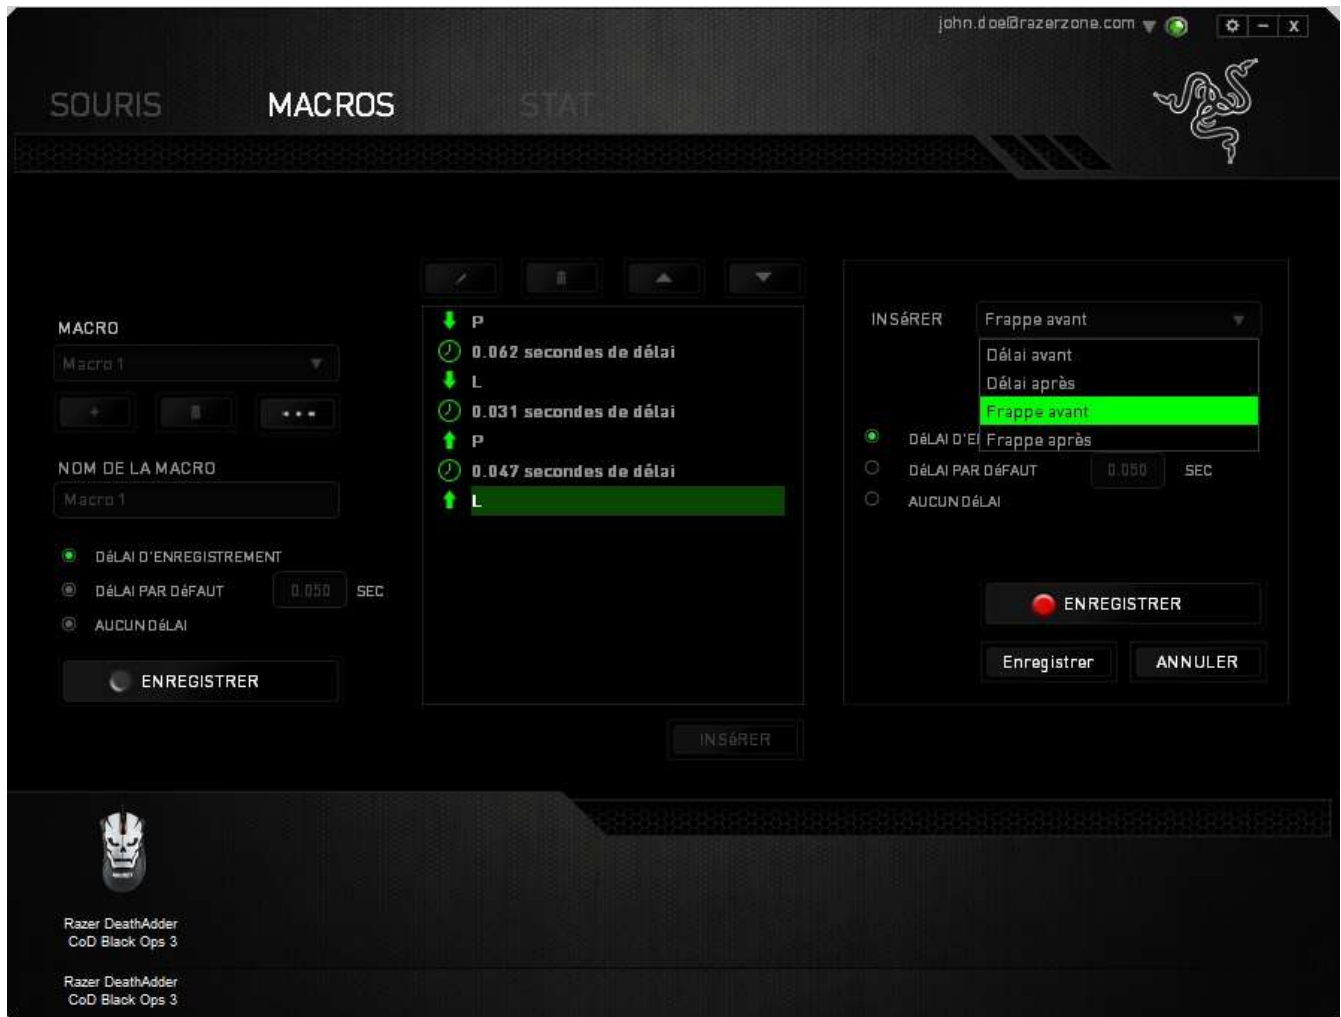 john.doe@razerzone.com
SOURIS
MACROS
STAT
MACRO
Macro 1
NOM DE LA MACRO
Macro 1
DéLAI D'ENREGISTREMENT
DéLAI PAR DéFAUT 0.050 SEC
AUCUN DéLAI
ENREGISTRER
P
0.062 secondes de délai
L
0.031 secondes de délai
P
0.047 secondes de délai
L
INSéRER
INSéRER Frappe avant
Délai avant
Délai après
Frappe avant
Frappe après
DéLAI D'E
DéLAI PAR DéFAUT 0.050 SEC
AUCUN DéLAI
ENREGISTRER
Enregistrer ANNULER
Razer DeathAdder
CoD Black Ops 3
Razer DeathAdder
CoD Black Ops 3